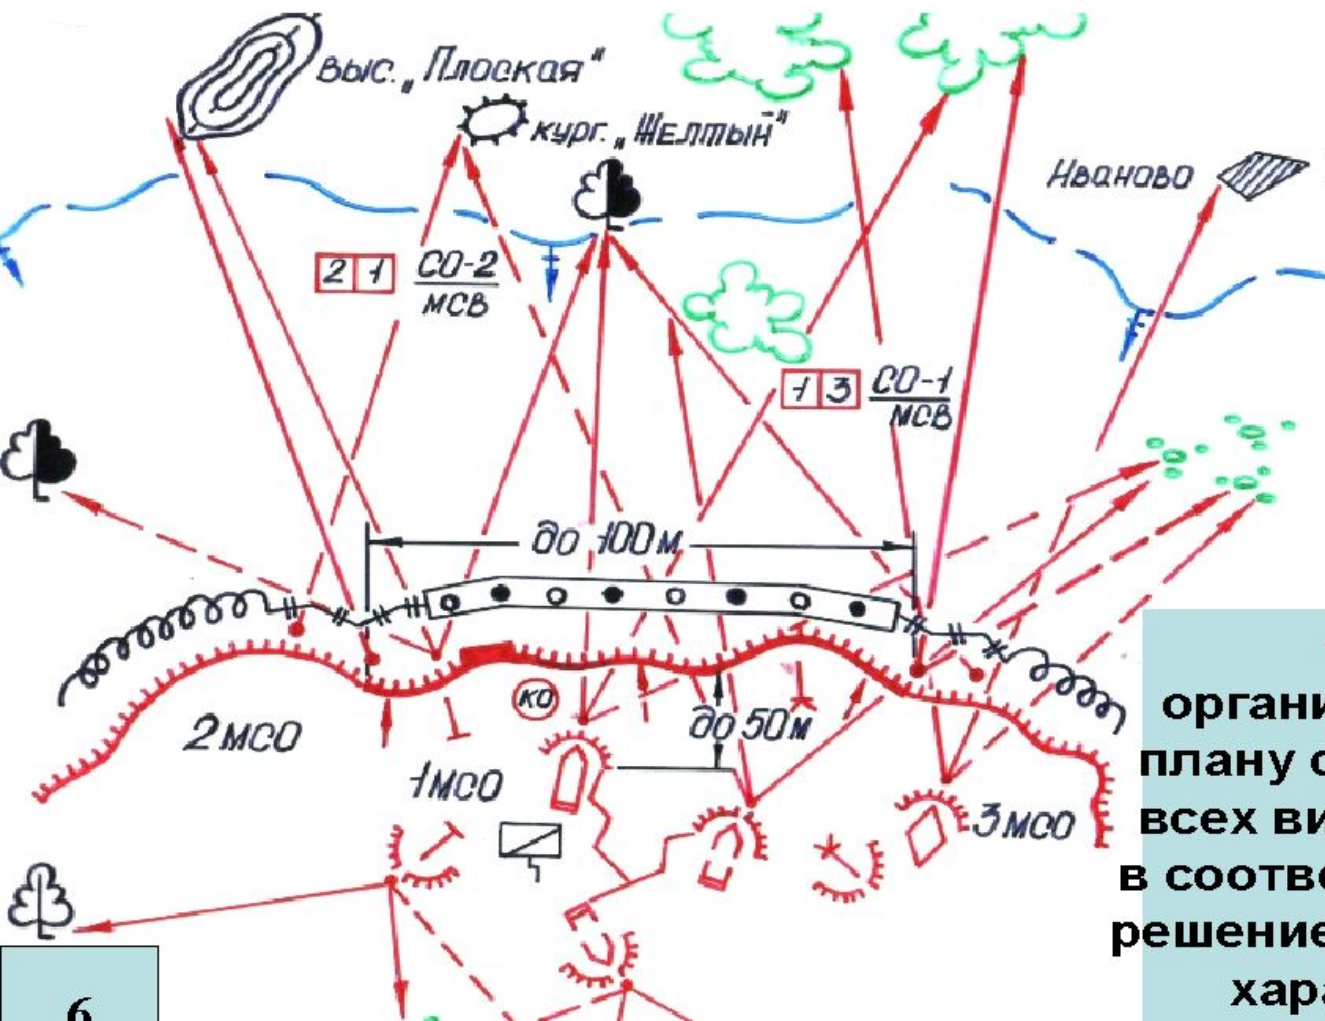 выс. „Плоская"
кург. „Желтый"
Иваново
2 1 СО-2
МСВ
1 3 СО-1
МСВ
до 100 м
КО
до 50 м
2 МСО
1 МСО
3 МСО
органи
плану о
всех ви
в соотве
решение
хара
6